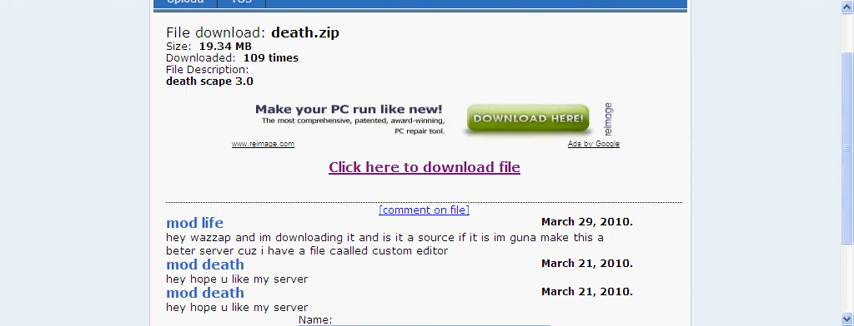 Upload TOS
File download: death.zip
Size: 19.34 MB
Downloaded: 109 times
File Description:
death scape 3.0
Make your PC run like new!
The most comprehensive, patented, award-winning,
PC repair tool.
DOWNLOAD HERE!
reimage
www.reimage.com
Ads by Google
Click here to download file
[comment on file]
mod life March 29, 2010.
hey wazzap and im downloading it and is it a source if it is im guna make this a
beter server cuz i have a file caalled custom editor
mod death March 21, 2010.
hey hope u like my server
mod death March 21, 2010.
hey hope u like my server
Name: